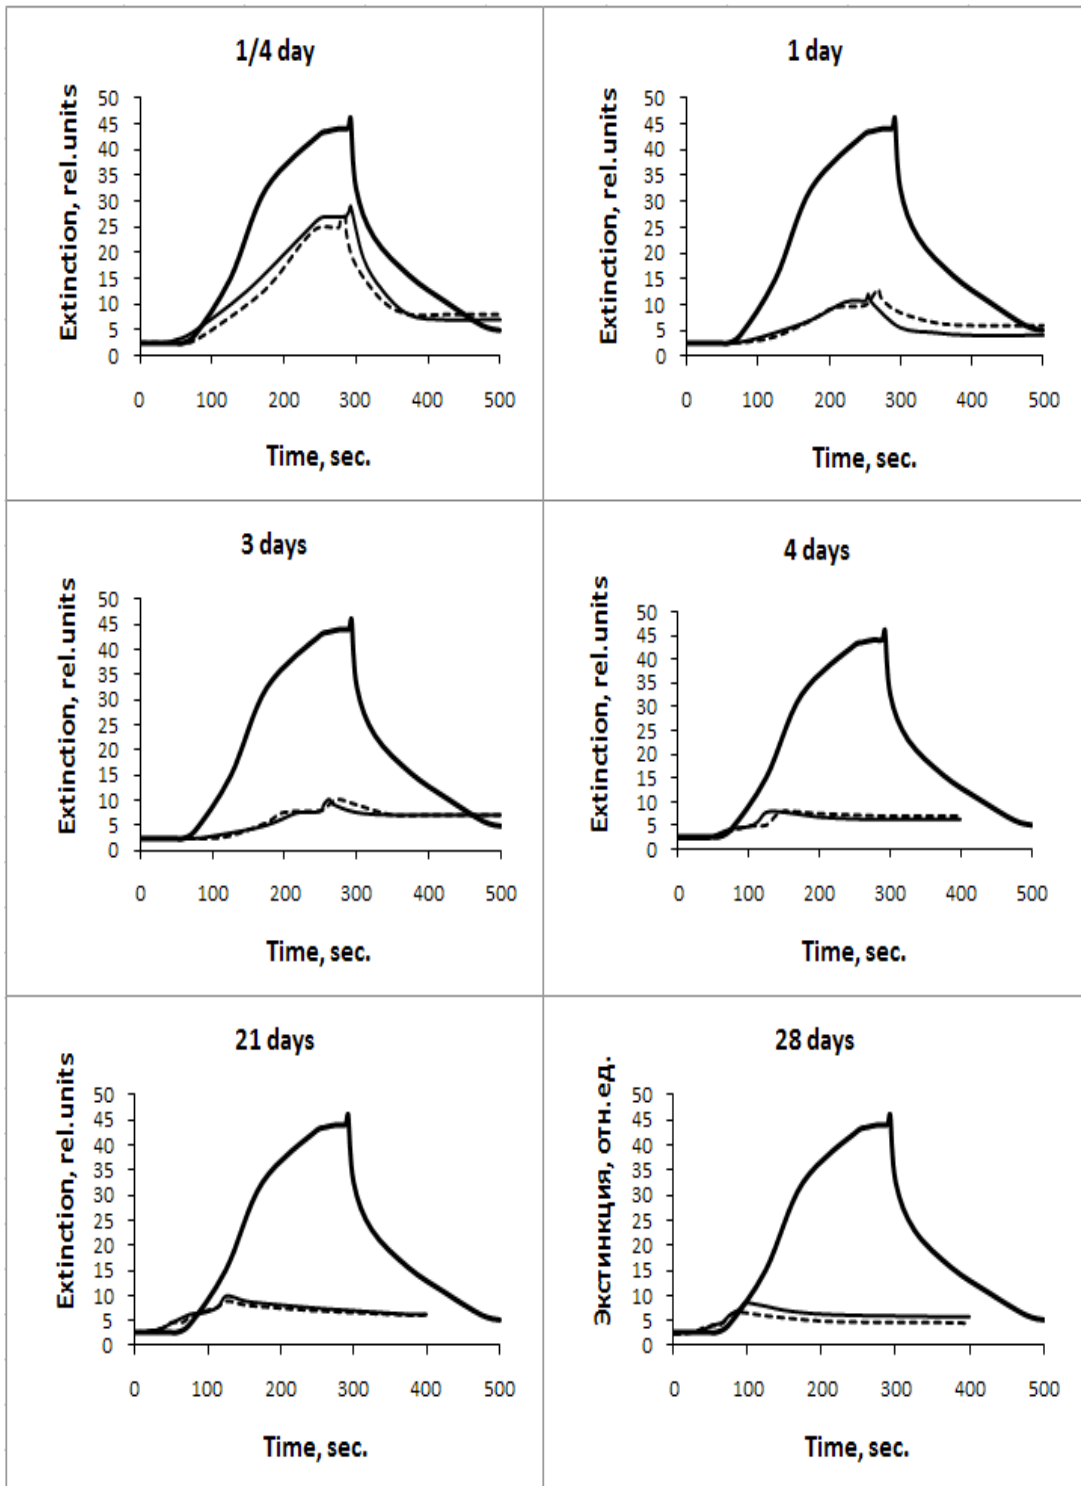 1/4 day
Extinction, rel.units
50
45
40
35
30
25
20
15
10
5
0
0 100 200 300 400 500
Time, sec.
1 day
Extinction, rel.units
50
45
40
35
30
25
20
15
10
5
0
0 100 200 300 400 500
Time, sec.
3 days
Extinction, rel.units
50
45
40
35
30
25
20
15
10
5
0
0 100 200 300 400 500
Time, sec.
4 days
Extinction, rel.units
50
45
40
35
30
25
20
15
10
5
0
0 100 200 300 400 500
Time, sec.
21 days
Extinction, rel.units
50
45
40
35
30
25
20
15
10
5
0
0 100 200 300 400 500
Time, sec.
28 days
Экстинкция, отн.ед.
50
45
40
35
30
25
20
15
10
5
0
0 100 200 300 400 500
Time, sec.